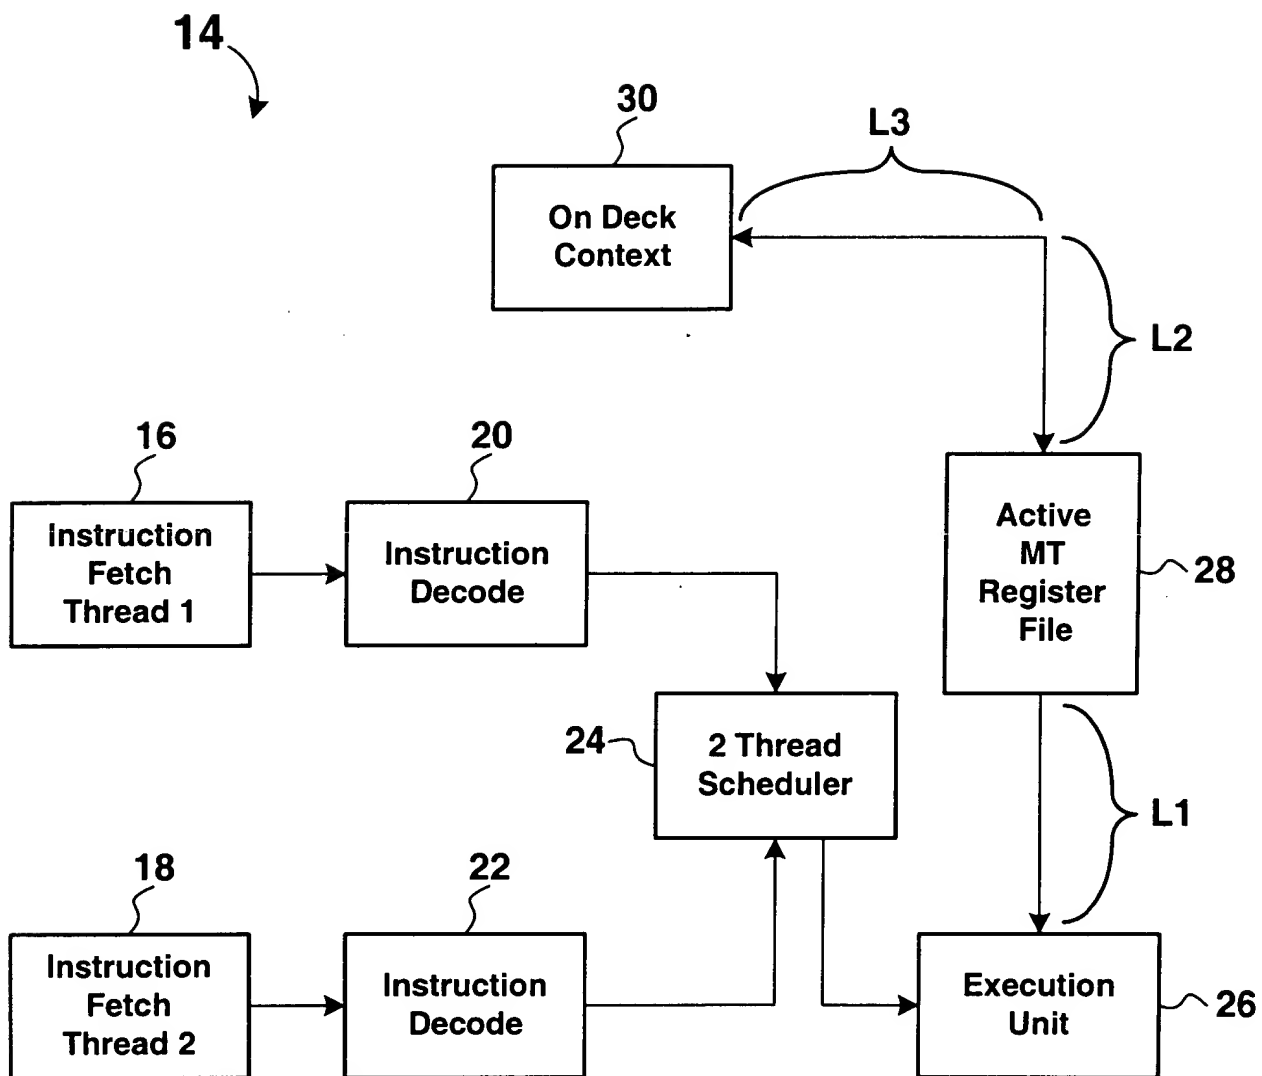 14
30
L3
On Deck
Context
L2
16
20
Instruction
Fetch
Thread 1
Instruction
Decode
Active
MT
Register
File
28
24
2 Thread
Scheduler
L1
18
22
Instruction
Fetch
Thread 2
Instruction
Decode
Execution
Unit
26